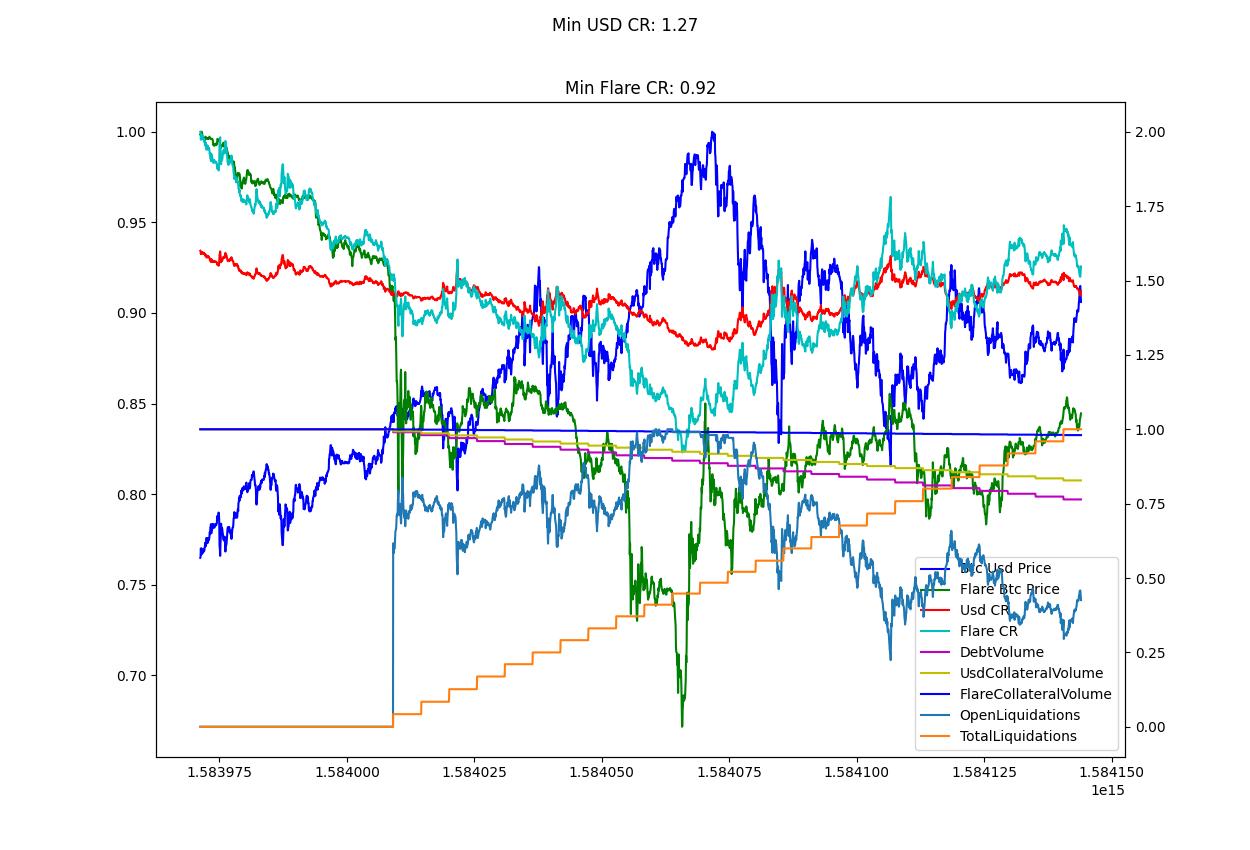 Min USD CR: 1.27
Min Flare CR: 0.92
1.00
0.95
0.90
0.85
0.80
0.75
0.70
2.00
1.75
1.50
1.25
1.00
0.75
0.50
0.25
0.00
Btc Usd Price
Flare Btc Price
Usd CR
Flare CR
DebtVolume
UsdCollateralVolume
FlareCollateralVolume
OpenLiquidations
TotalLiquidations
1.583975 1.584000 1.584025 1.584050 1.584075 1.584100 1.584125 1.584150
1e15